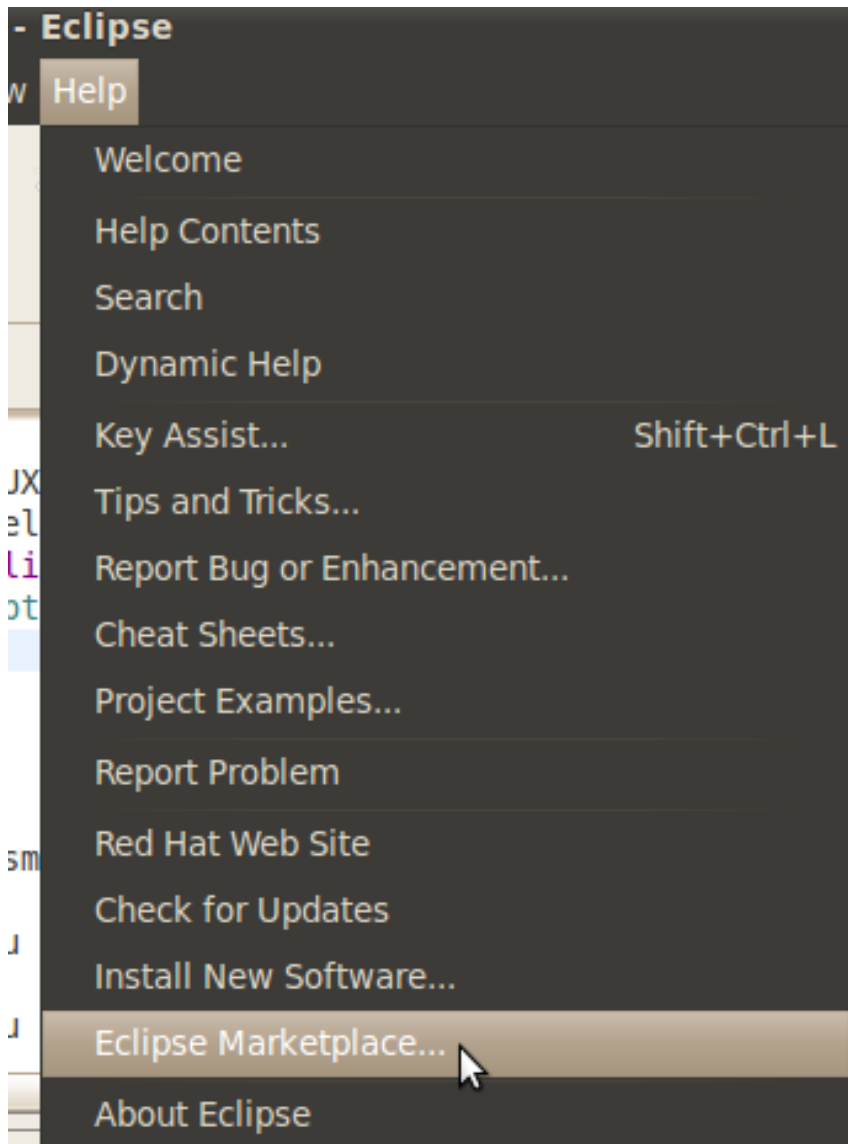 - Eclipse
w Help
Welcome
Help Contents
Search
Dynamic Help
Key Assist... Shift+Ctrl+L
Tips and Tricks...
Report Bug or Enhancement...
Cheat Sheets...
Project Examples...
Report Problem
Red Hat Web Site
Check for Updates
Install New Software...
Eclipse Marketplace...
About Eclipse